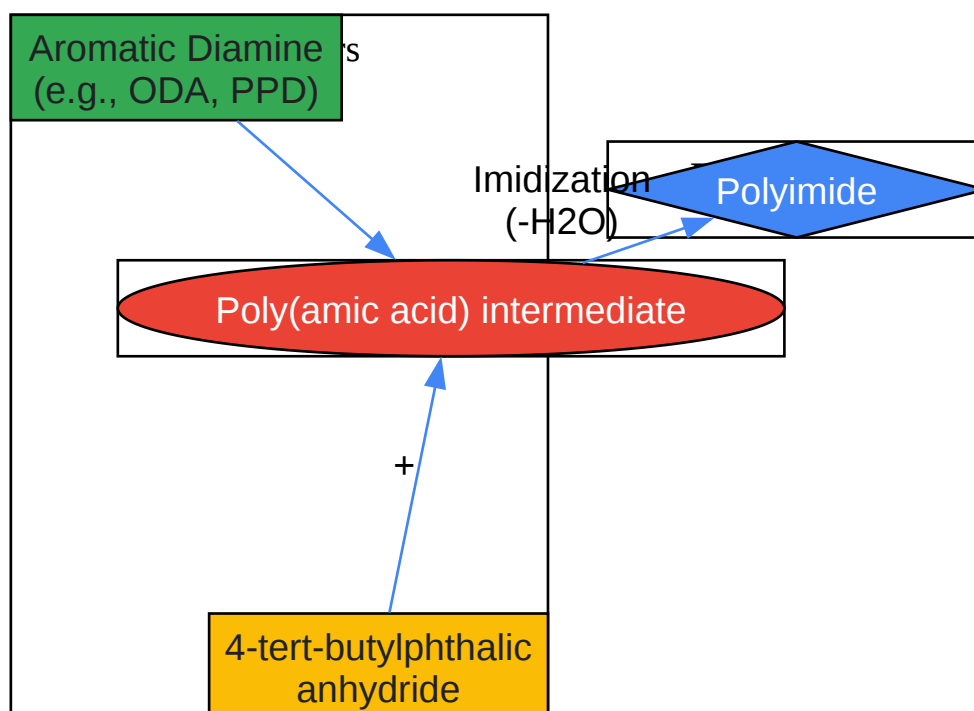 Aromatic Diamine
(e.g., ODA, PPD)
Imidization
(-H2O)
Polyimide
Poly(amic acid) intermediate
+
4-tert-butylphthalic
anhydride